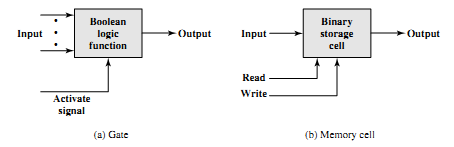 Input
Boolean
logic
function
Output
Activate
signal
(a) Gate
Input
Binary
storage
cell
Output
Read
Write
(b) Memory cell